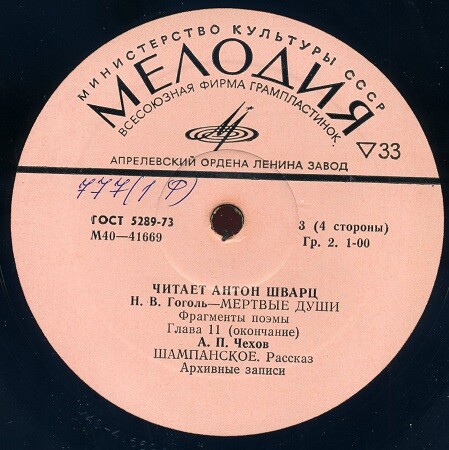 МИНИСТЕРСТВО КУЛЬТУРЫ СССР
МЕЛОДИЯ
ВСЕСОЮЗНАЯ ФИРМА ГРАМПЛАСТИНОК
▽33
АПРЕЛЕВСКИЙ ОРДЕНА ЛЕНИНА ЗАВОД
777(1 Ф)
ГОСТ 5289-73
М40—41669
3 (4 стороны)
Гр. 2. 1-00
ЧИТАЕТ АНТОН ШВАРЦ
Н. В. Гоголь—МЕРТВЫЕ ДУШИ
Фрагменты поэмы
Глава 11 (окончание)
А. П. Чехов
ШАМПАНСКОЕ. Рассказ
Архивные записи